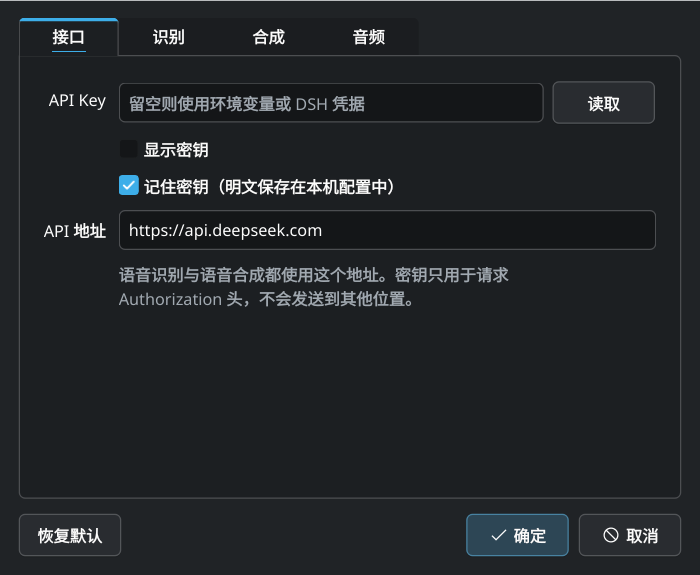 接口 识别 合成 音频
API Key 留空则使用环境变量或 DSH 凭据 读取
显示密钥
记住密钥（明文保存在本机配置中）
API 地址 https://api.deepseek.com
语音识别与语音合成都使用这个地址。密钥只用于请求
Authorization 头，不会发送到其他位置。
恢复默认 确定 取消